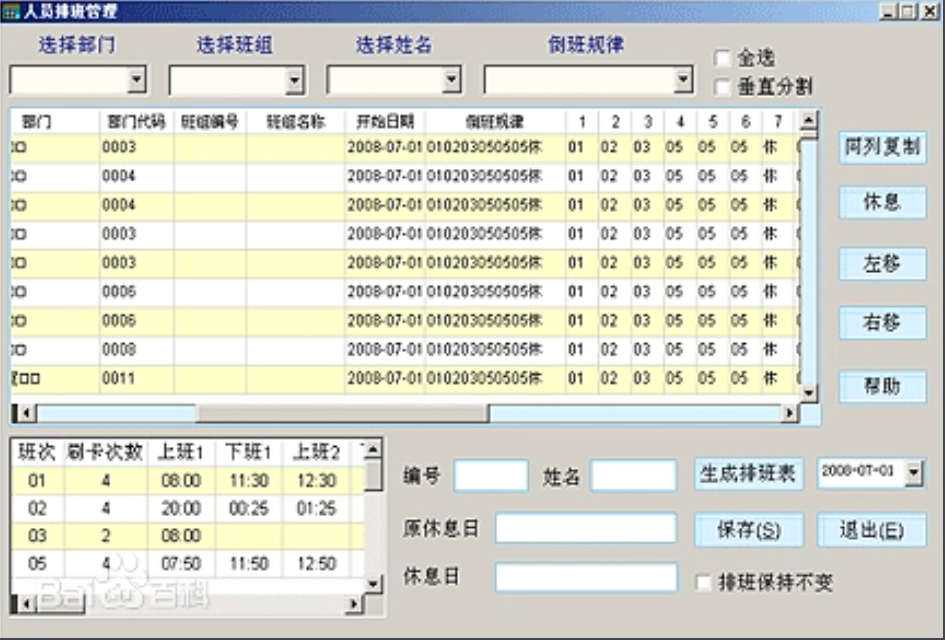 人员排班管理
选择部门 选择班组 选择姓名 倒班规律
全选
垂直分割
部门 部门代码 班组编号 班组名称 开始日期 倒班规律 1 2 3 4 5 6 7
0003 2008-07-01 010203050505休 01 02 03 05 05 05 休
0004 2008-07-01 010203050505休 01 02 03 05 05 05 休
0004 2008-07-01 010203050505休 01 02 03 05 05 05 休
0003 2008-07-01 010203050505休 01 02 03 05 05 05 休
0003 2008-07-01 010203050505休 01 02 03 05 05 05 休
0006 2008-07-01 010203050505休 01 02 03 05 05 05 休
0006 2008-07-01 010203050505休 01 02 03 05 05 05 休
0008 2008-07-01 010203050505休 01 02 03 05 05 05 休
0011 2008-07-01 010203050505休 01 02 03 05 05 05 休
同列复制
休息
左移
右移
帮助
班次 刷卡次数 上班1 下班1 上班2
01 4 08:00 11:30 12:30
02 4 20:00 00:25 01:25
03 2 08:00
05 4 07:50 11:50 12:50
编号 姓名 生成排班表 2008-07-01
原休息日 保存(S) 退出(E)
休息日 排班保持不变
Baidu百科